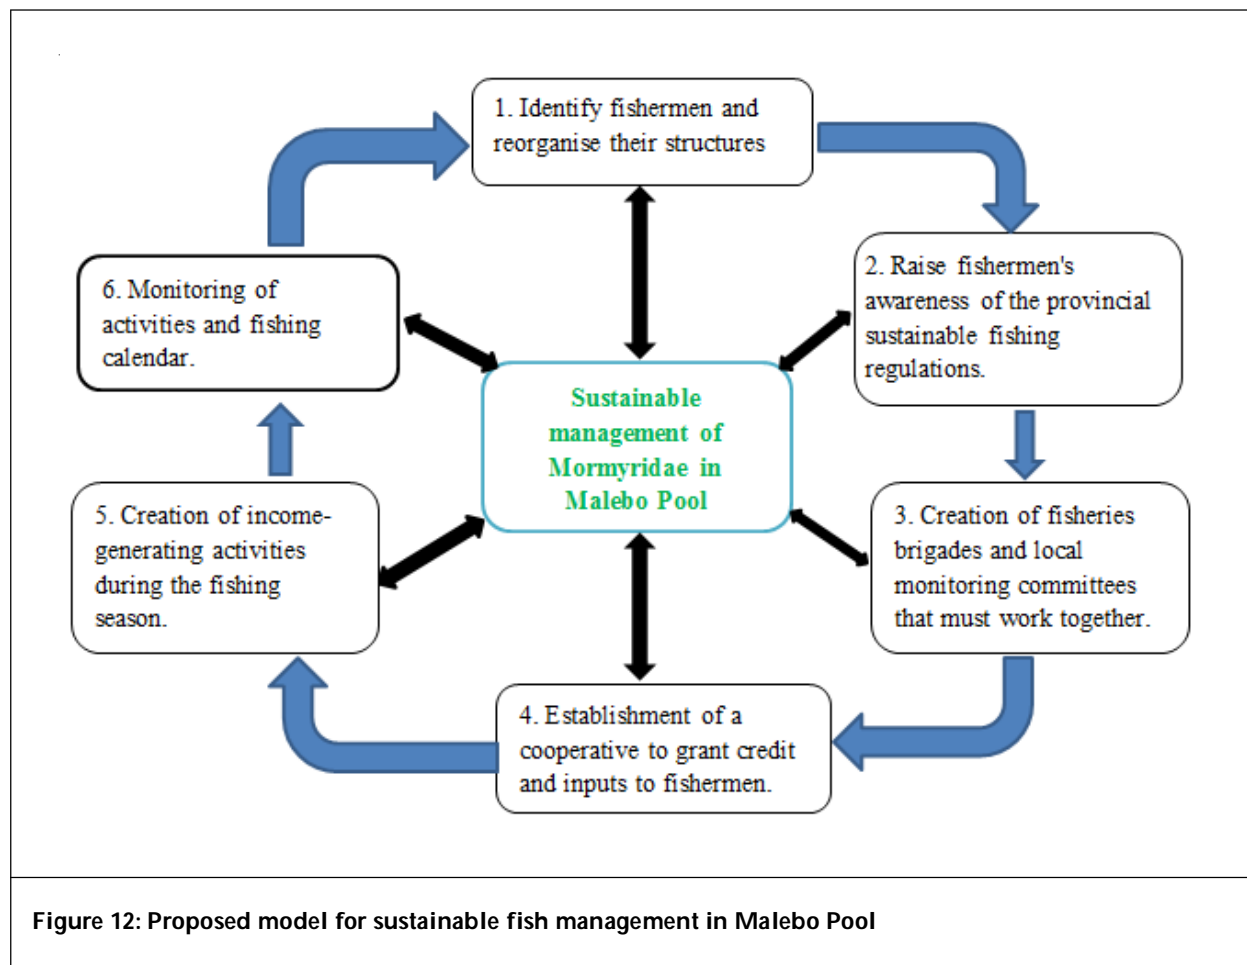 1. Identify fishermen and
reorganise their structures
2. Raise fishermen's
awareness of the provincial
sustainable fishing
regulations.
3. Creation of fisheries
brigades and local
monitoring committees
that must work together.
4. Establishment of a
cooperative to grant credit
and inputs to fishermen.
5. Creation of income-
generating activities
during the fishing
season.
6. Monitoring of
activities and fishing
calendar.
Sustainable
management of
Mormyridae in
Malebo Pool
Figure 12: Proposed model for sustainable fish management in Malebo Pool